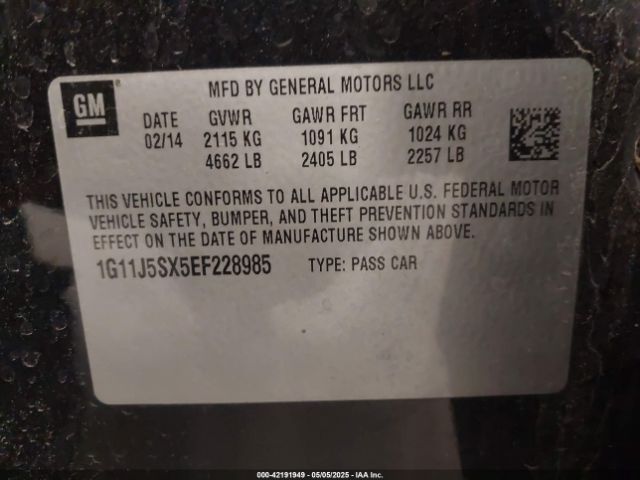 GM
MFD BY GENERAL MOTORS LLC
DATE GVWR GAWR FRT GAWR RR
02/14 2115 KG 1091 KG 1024 KG
4662 LB 2405 LB 2257 LB
THIS VEHICLE CONFORMS TO ALL APPLICABLE U.S. FEDERAL MOTOR
VEHICLE SAFETY, BUMPER, AND THEFT PREVENTION STANDARDS IN
EFFECT ON THE DATE OF MANUFACTURE SHOWN ABOVE.
1G11J5SX5EF228985 TYPE: PASS CAR
000-42191949 - 05/05/2025 - IAA Inc.